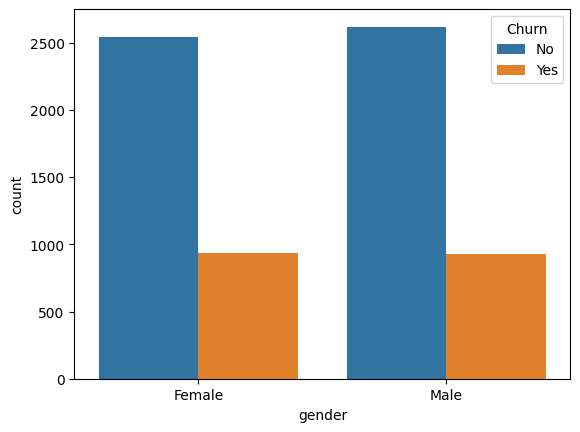 2500
2000
1500
1000
500
0
count
Female
Male
gender
Churn
No
Yes